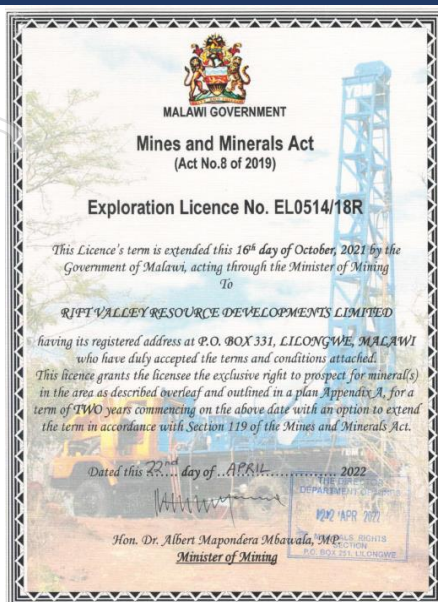 MALAWI GOVERNMENT
Mines and Minerals Act
(Act No.8 of 2019)
Exploration Licence No. EL0514/18R
This Licence's term is extended this 16th day of October, 2021 by the
Government of Malawi, acting through the Minister of Mining
To
RIFT VALLEY RESOURCE DEVELOPMENTS LIMITED
having its registered address at P.O. BOX 331, LILONGWE, MALAWI
who have duly accepted the terms and conditions attached.
This licence grants the licensee the exclusive right to prospect for mineral(s)
in the area as described overleaf and outlined in a plan Appendix A, for a
term of TWO years commencing on the above date with an option to extend
the term in accordance with Section 119 of the Mines and Minerals Act.
Dated this 22nd day of APRIL 2022
THE DIRECTOR
DEPARTMENT OF MINES
APR 2022
MINERALS RIGHTS
SECTION
P.O. BOX 251, LILONGWE
Hon. Dr. Albert Mapondera Mbawala, MP.
Minister of Mining